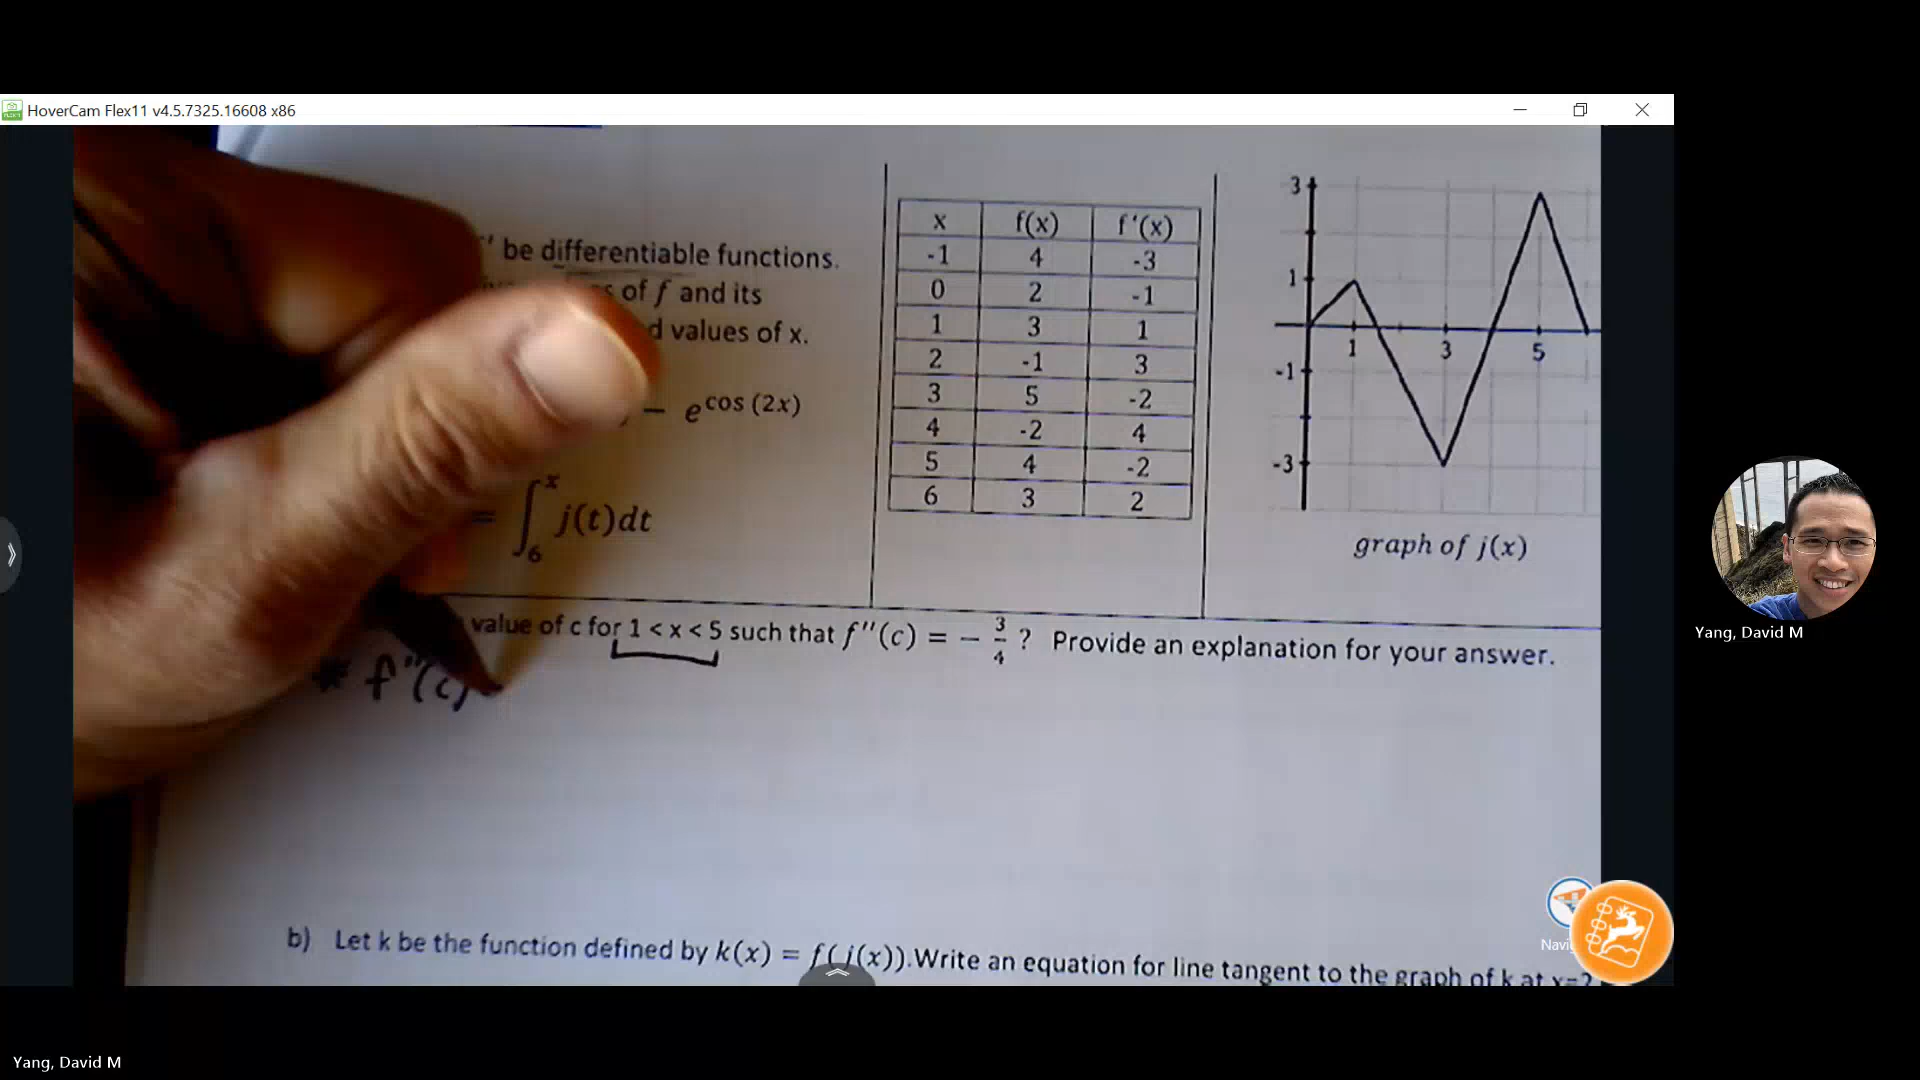 HoverCam Flex11 v4.5.7325.16608 x86
be differentiable functions.
of f and its
d values of x.
– e^cos (2x)
= ∫_6^x j(t)dt
x f(x) f'(x)
-1 4 -3
0 2 -1
1 3 1
2 -1 3
3 5 -2
4 -2 4
5 4 -2
6 3 2
3
1
1 3 5
-1
-3
graph of j(x)
value of c for 1 < x < 5 such that f''(c) = – 3/4 ? Provide an explanation for your answer.
f''(c)
b) Let k be the function defined by k(x) = f(j(x)).Write an equation for line tangent to the graph of k at x=2
Navi
Yang, David M
Yang, David M